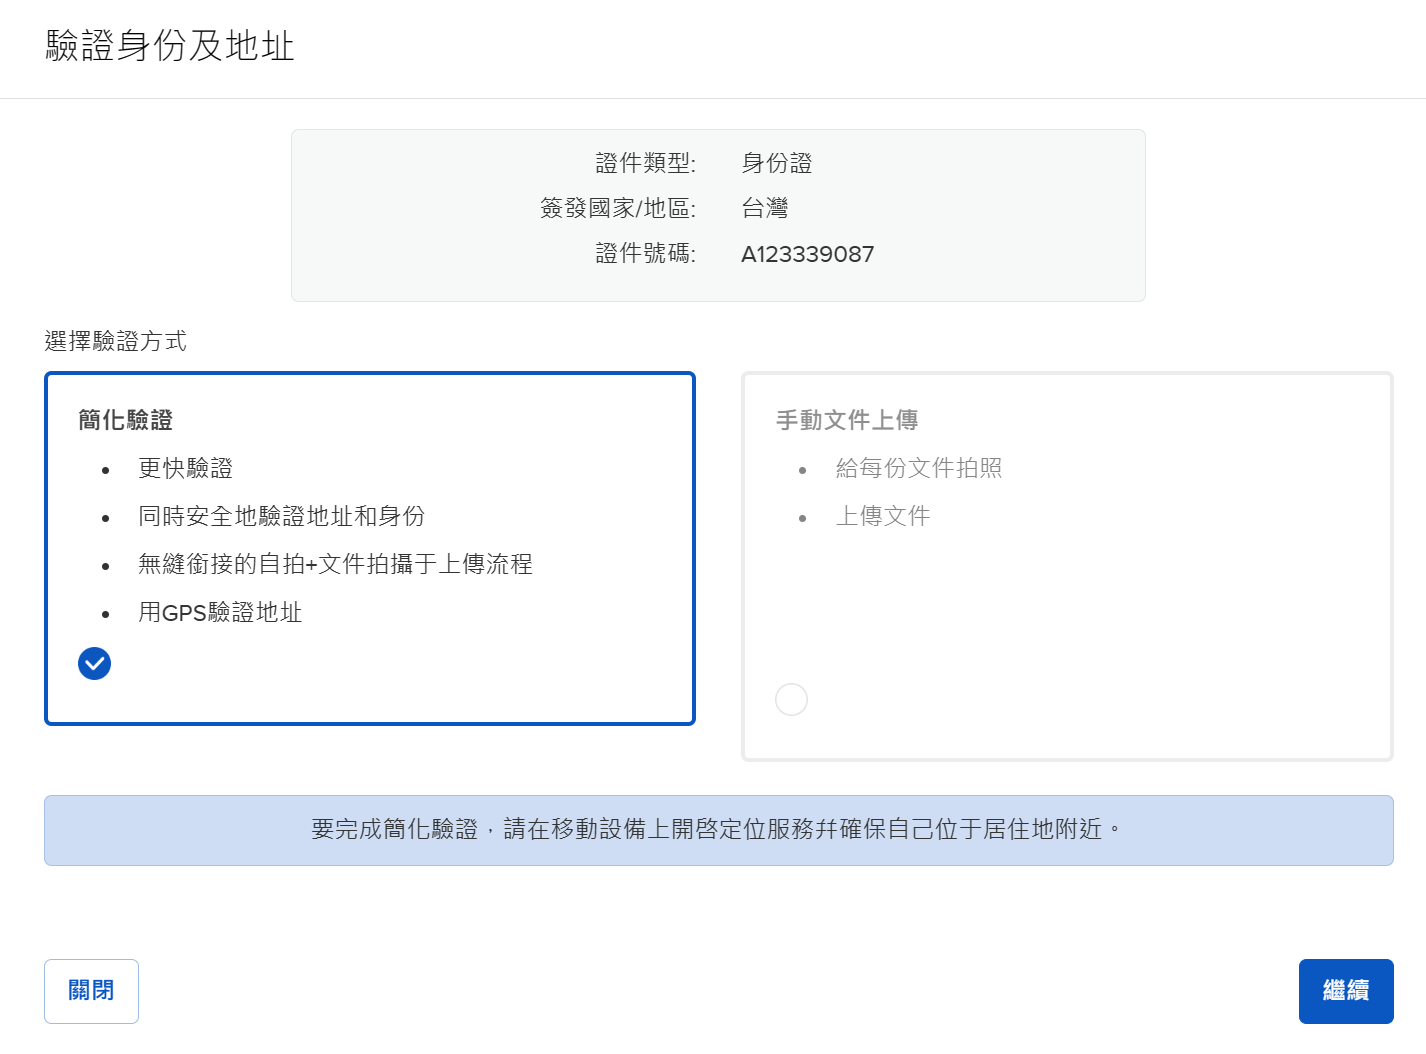 驗證身份及地址
證件類型: 身份證
簽發國家/地區: 台灣
證件號碼: A123339087
選擇驗證方式
簡化驗證
更快驗證
同時安全地驗證地址和身份
無縫銜接的自拍+文件拍攝于上傳流程
用GPS驗證地址
手動文件上傳
給每份文件拍照
上傳文件
要完成簡化驗證，請在移動設備上開啓定位服務幷確保自己位于居住地附近。
關閉
繼續